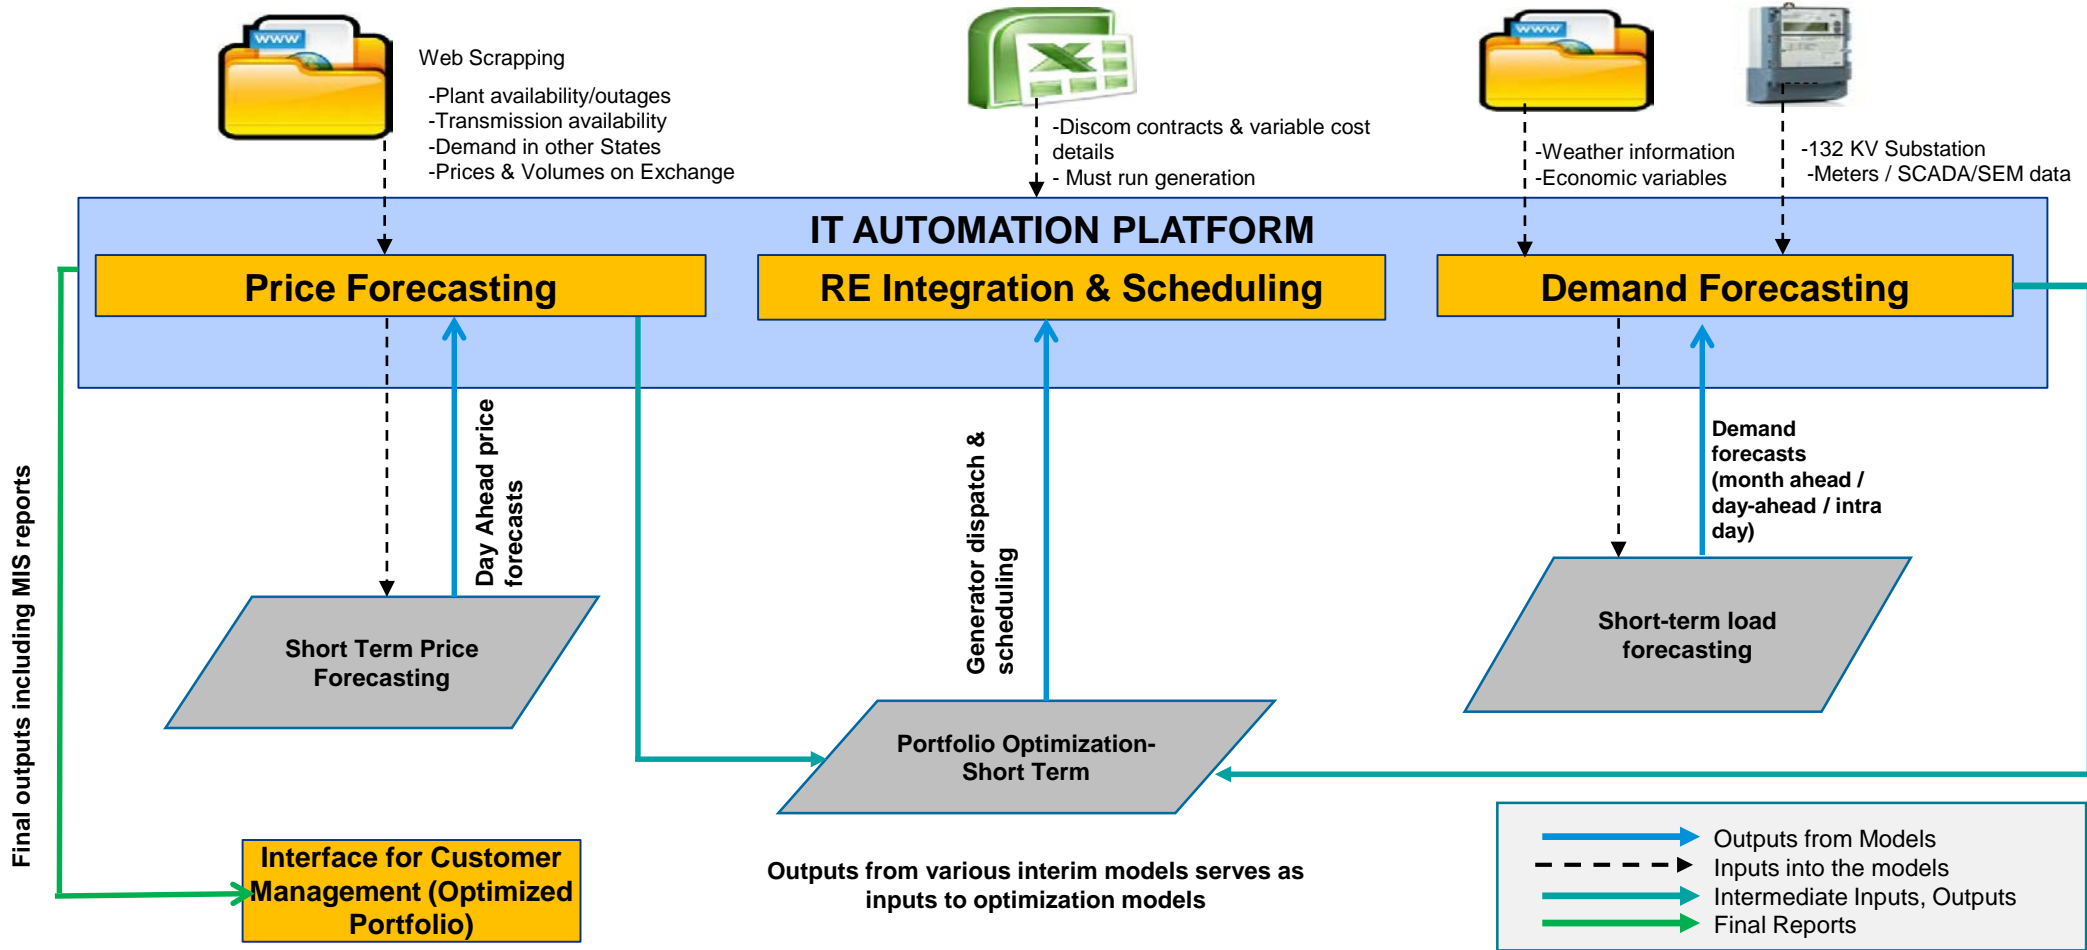 www
Web Scrapping
-Plant availability/outages
-Transmission availability
-Demand in other States
-Prices & Volumes on Exchange
-Discom contracts & variable cost
details
- Must run generation
www
-Weather information
-Economic variables
-132 KV Substation
-Meters / SCADA/SEM data
IT AUTOMATION PLATFORM
Price Forecasting
RE Integration & Scheduling
Demand Forecasting
Final outputs including MIS reports
Day Ahead price
forecasts
Generator dispatch &
scheduling
Demand
forecasts
(month ahead /
day-ahead / intra
day)
Short Term Price
Forecasting
Short-term load
forecasting
Portfolio Optimization-
Short Term
Interface for Customer
Management (Optimized
Portfolio)
Outputs from various interim models serves as
inputs to optimization models
Outputs from Models
Inputs into the models
Intermediate Inputs, Outputs
Final Reports